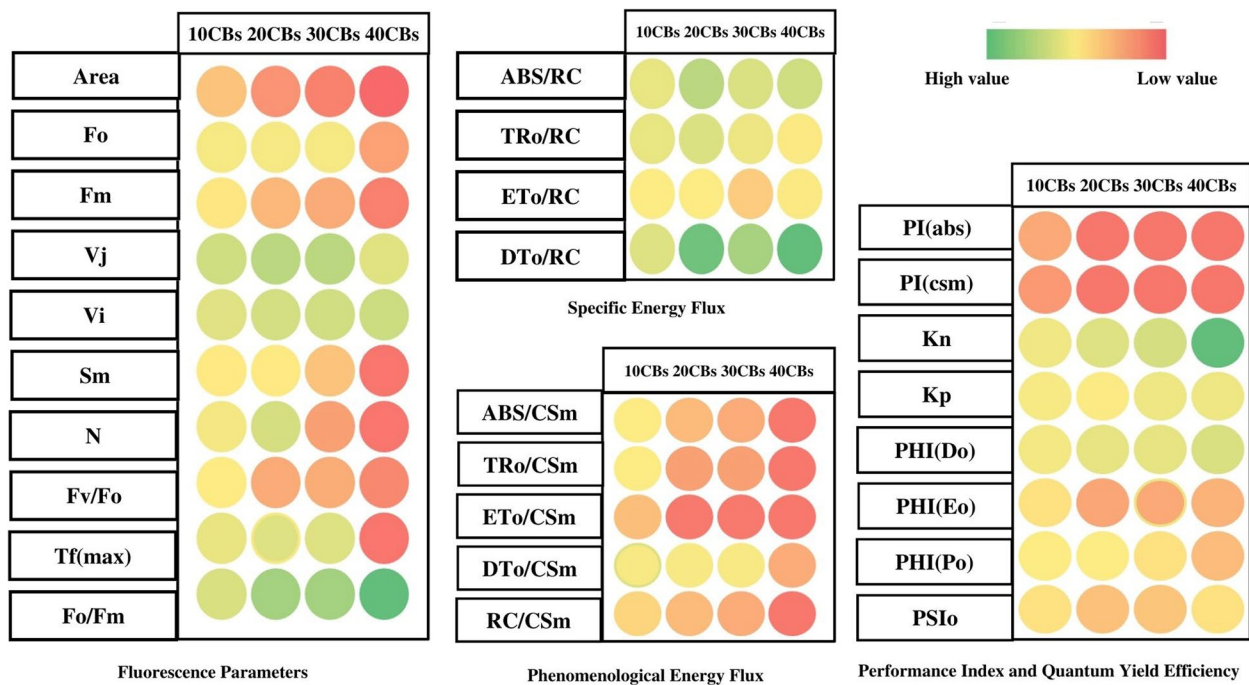 10CBs 20CBs 30CBs 40CBs
Area
Fo
Fm
Vj
Vi
Sm
N
Fv/Fo
Tf(max)
Fo/Fm
Fluorescence Parameters
10CBs 20CBs 30CBs 40CBs
ABS/RC
TRo/RC
ETo/RC
DTo/RC
Specific Energy Flux
10CBs 20CBs 30CBs 40CBs
ABS/CSm
TRo/CSm
ETo/CSm
DTo/CSm
RC/CSm
Phenomenological Energy Flux
High value Low value
10CBs 20CBs 30CBs 40CBs
PI(abs)
PI(csm)
Kn
Kp
PHI(Do)
PHI(Eo)
PHI(Po)
PSIo
Performance Index and Quantum Yield Efficiency